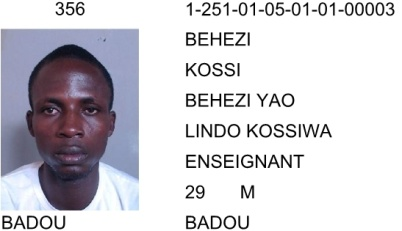 356 1-251-01-05-01-01-00003
BEHEZI
KOSSI
BEHEZI YAO
LINDO KOSSIWA
ENSEIGNANT
29 M
BADOU BADOU